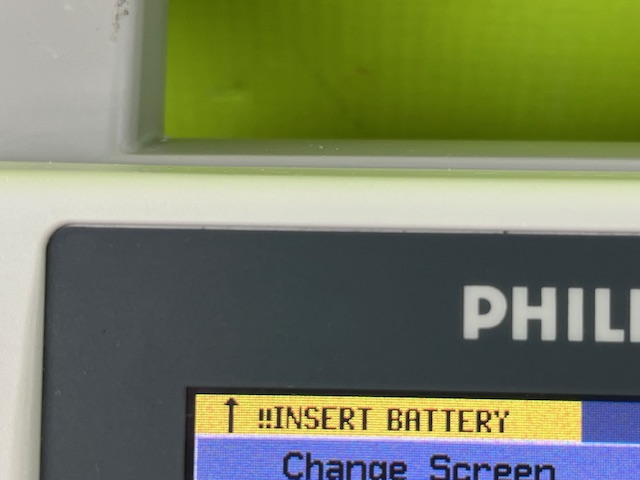 PHILI
↑ !!INSERT BATTERY
Change Screen